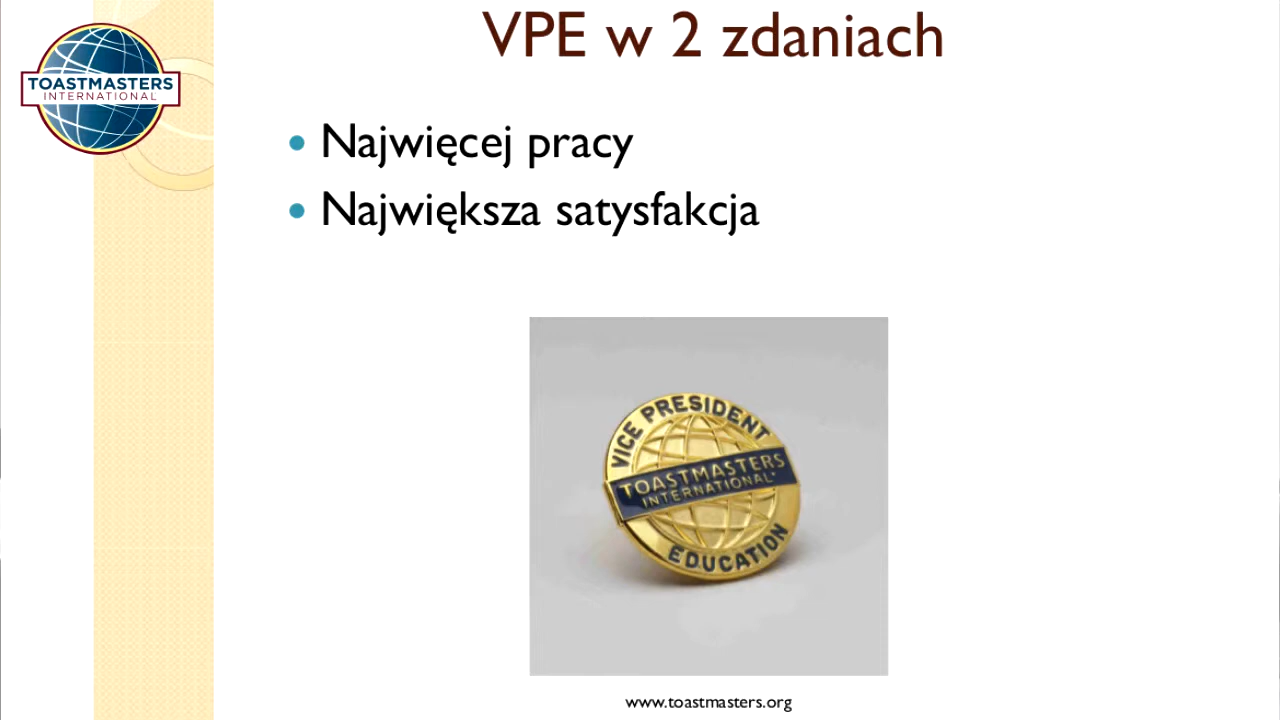 VPE w 2 zdaniach
TOASTMASTERS
INTERNATIONAL
Najwięcej pracy
Największa satysfakcja
VICE PRESIDENT
TOASTMASTERS
INTERNATIONAL
EDUCATION
www.toastmasters.org